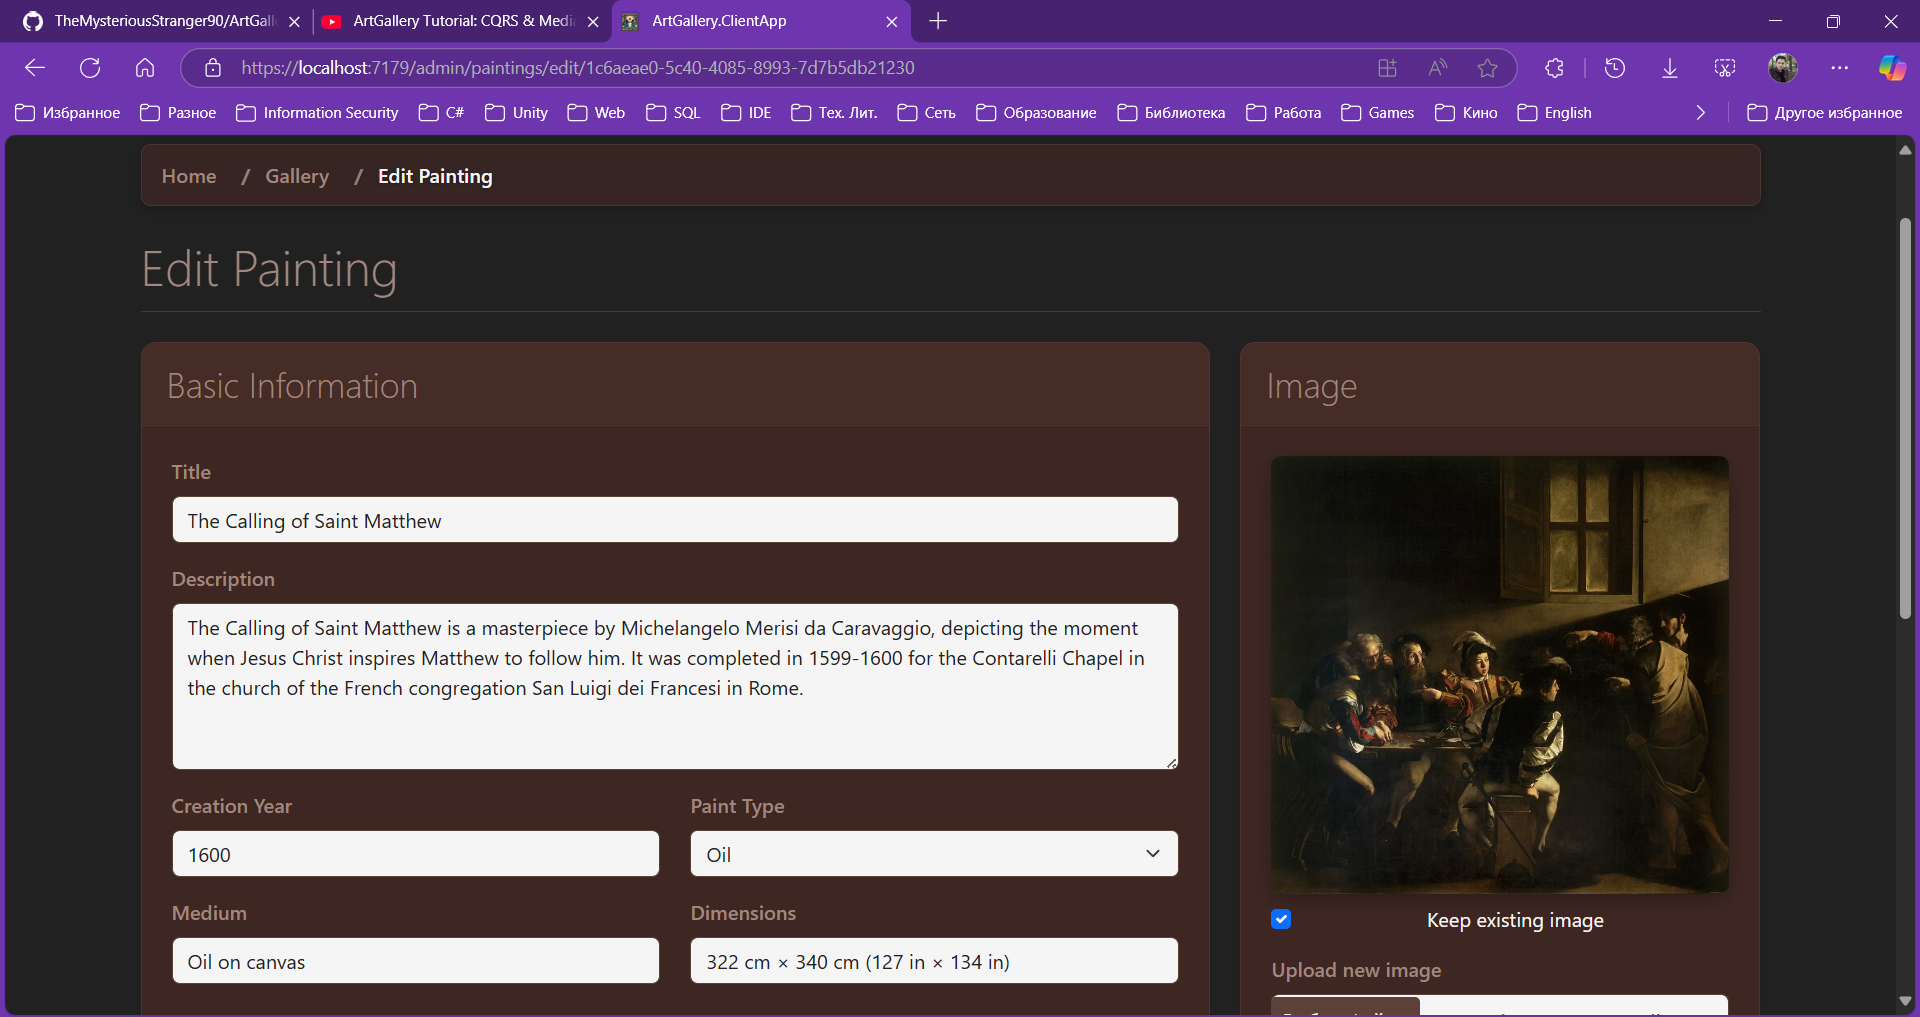 TheMysteriousStranger90/ArtGall
ArtGallery Tutorial: CQRS & Medi
ArtGallery.ClientApp
https://localhost:7179/admin/paintings/edit/1c6aeae0-5c40-4085-8993-7d7b5db21230
Избранное
Разное
Information Security
C#
Unity
Web
SQL
IDE
Тех. Лит.
Сеть
Образование
Библиотека
Работа
Games
Кино
English
Другое избранное
Home / Gallery / Edit Painting
Edit Painting
Basic Information
Title
The Calling of Saint Matthew
Description
The Calling of Saint Matthew is a masterpiece by Michelangelo Merisi da Caravaggio, depicting the moment
when Jesus Christ inspires Matthew to follow him. It was completed in 1599-1600 for the Contarelli Chapel in
the church of the French congregation San Luigi dei Francesi in Rome.
Creation Year
1600
Paint Type
Oil
Medium
Oil on canvas
Dimensions
322 cm × 340 cm (127 in × 134 in)
Image
Keep existing image
Upload new image